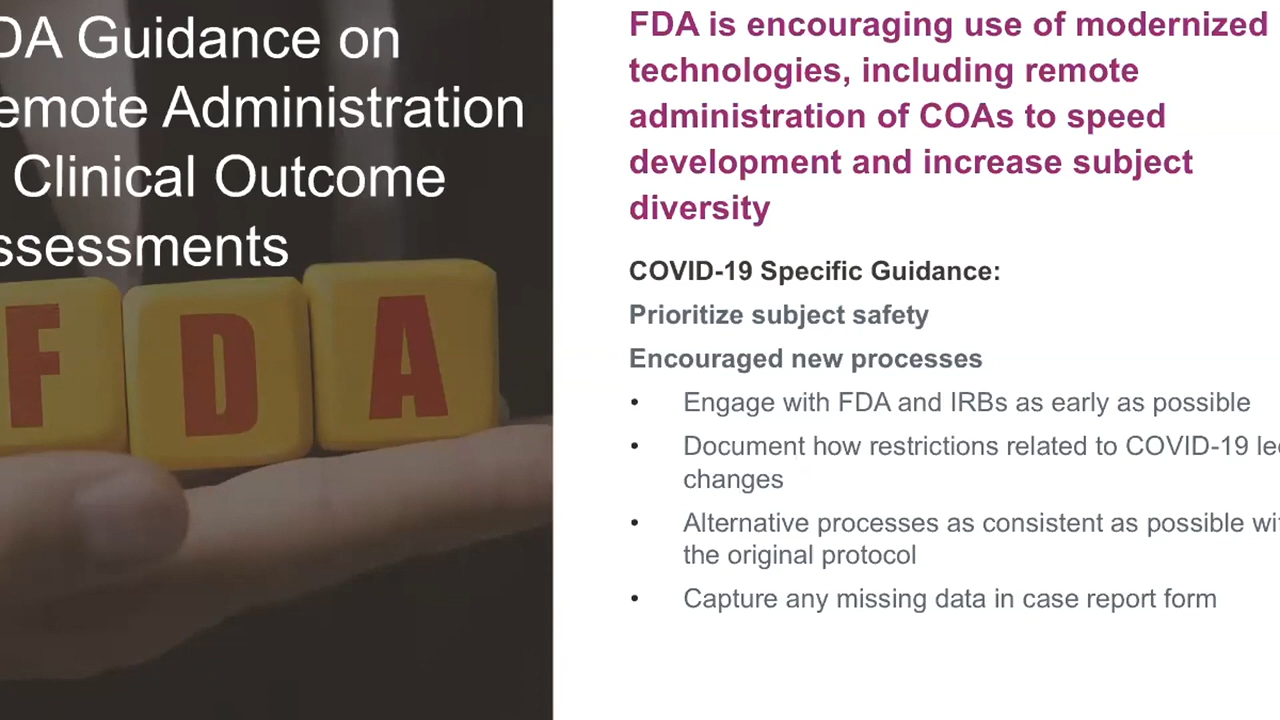 DA Guidance on
emote Administration
Clinical Outcome
ssessments
F D A
FDA is encouraging use of modernized
technologies, including remote
administration of COAs to speed
development and increase subject
diversity
COVID-19 Specific Guidance:
Prioritize subject safety
Encouraged new processes
• Engage with FDA and IRBs as early as possible
• Document how restrictions related to COVID-19 le
changes
• Alternative processes as consistent as possible wi
the original protocol
• Capture any missing data in case report form